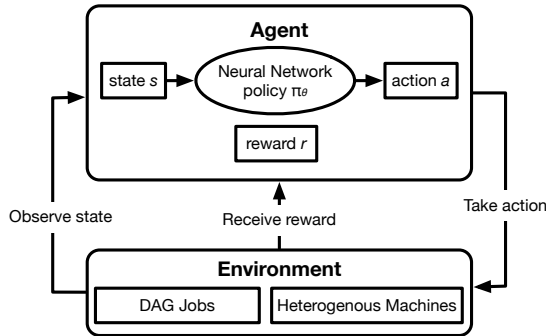 Agent
state s
Neural Network
policy πθ
action a
reward r
Observe state
Receive reward
Take action
Environment
DAG Jobs
Heterogenous Machines